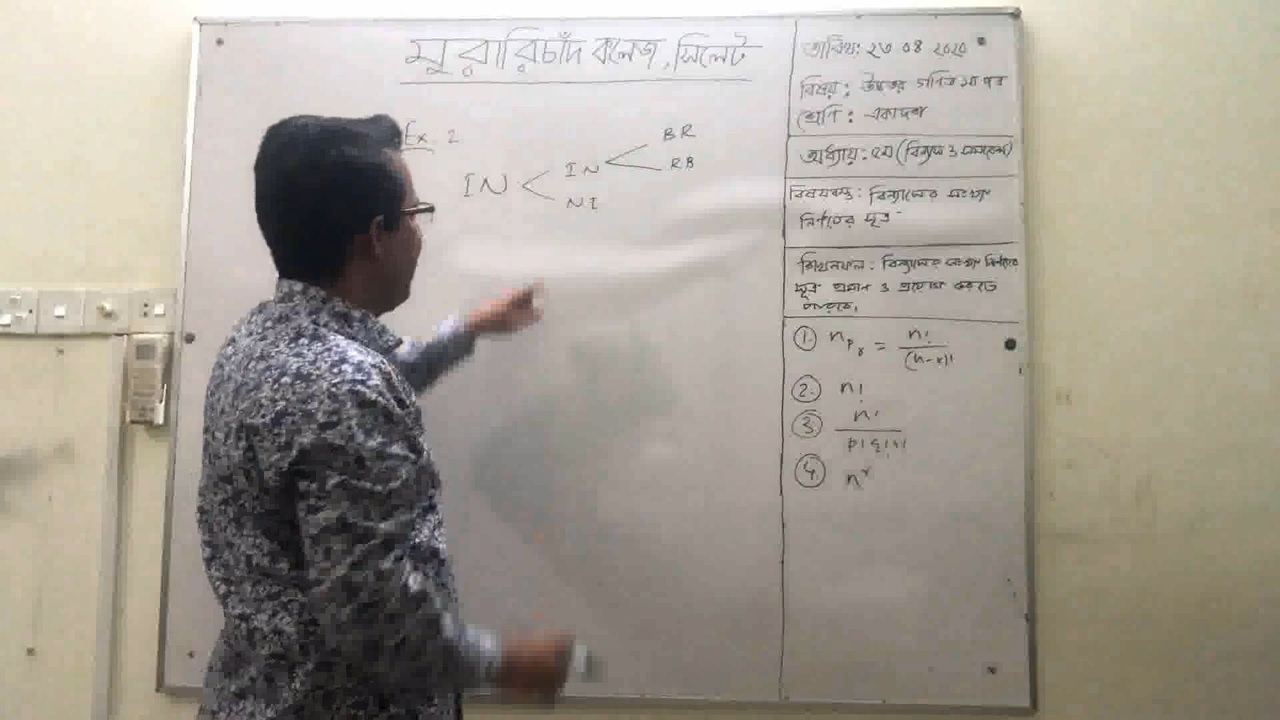 মুরারিচাঁদ কলেজ, সিলেট
Ex. 2
IN
IN
NI
BR
RB
তারিখ: ২৩ ০৪ ২০২০
বিষয়: উচ্চতর গণিত ১ম পত্র
শ্রেণি: একাদশ
অধ্যায়: ৫ম (বিন্যাস ও সমাবেশ)
বিষয়বস্তু: বিন্যাসের সংখ্যা
নির্ণয়ের সূত্র
শিখনফল: বিন্যাসের সংখ্যা নির্ণয়ের
সূত্র প্রমাণ ও প্রয়োগ করতে
পারবে।
① nPr = n! / (n-r)!
② n!
③ n! / p! q! r!
④ n^r